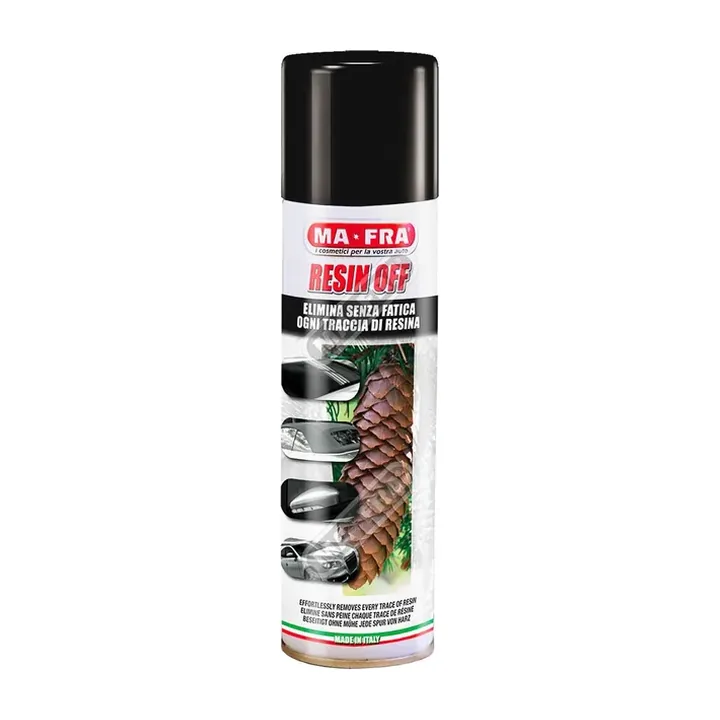 MA★FRA®
i cosmetici per la vostra auto
RESIN OFF
ELIMINA SENZA FATICA
OGNI TRACCIA DI RESINA
EFFORTLESSLY REMOVES EVERY TRACE OF RESIN
ELIMINE SANS PEINE CHAQUE TRACE DE RÉSINE
BESEITIGT OHNE MÜHE JEDE SPUR VON HARZ
MADE IN ITALY